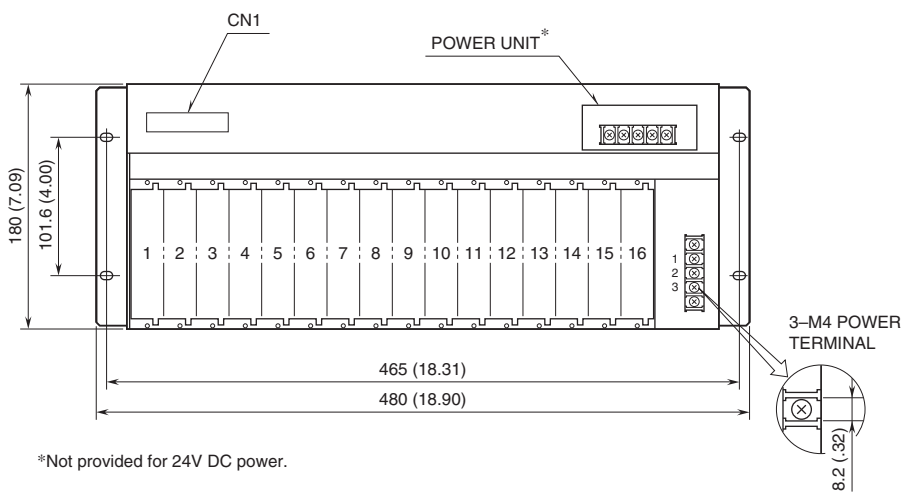 CN1
POWER UNIT*
180 (7.09)
101.6 (4.00)
1 2 3 4 5 6 7 8 9 10 11 12 13 14 15 16
1
2
3
3–M4 POWER
TERMINAL
465 (18.31)
480 (18.90)
8.2 (.32)
*Not provided for 24V DC power.